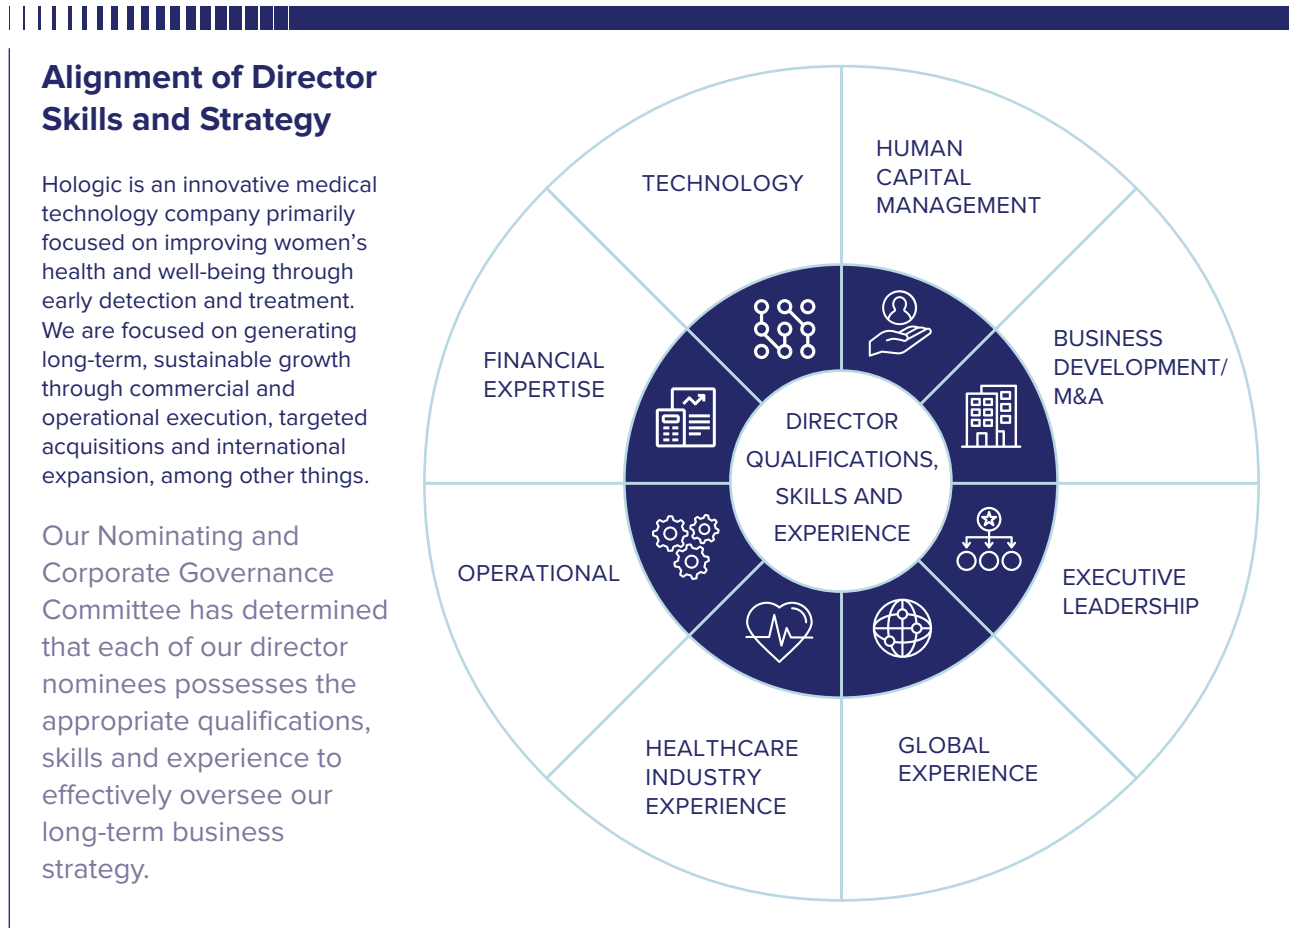 Alignment of Director
Skills and Strategy
Hologic is an innovative medical
technology company primarily
focused on improving women’s
health and well-being through
early detection and treatment.
We are focused on generating
long-term, sustainable growth
through commercial and
operational execution, targeted
acquisitions and international
expansion, among other things.
Our Nominating and
Corporate Governance
Committee has determined
that each of our director
nominees possesses the
appropriate qualifications,
skills and experience to
effectively oversee our
long-term business
strategy.
TECHNOLOGY
HUMAN
CAPITAL
MANAGEMENT
BUSINESS
DEVELOPMENT/
M&A
EXECUTIVE
LEADERSHIP
GLOBAL
EXPERIENCE
HEALTHCARE
INDUSTRY
EXPERIENCE
OPERATIONAL
FINANCIAL
EXPERTISE
DIRECTOR
QUALIFICATIONS,
SKILLS AND
EXPERIENCE